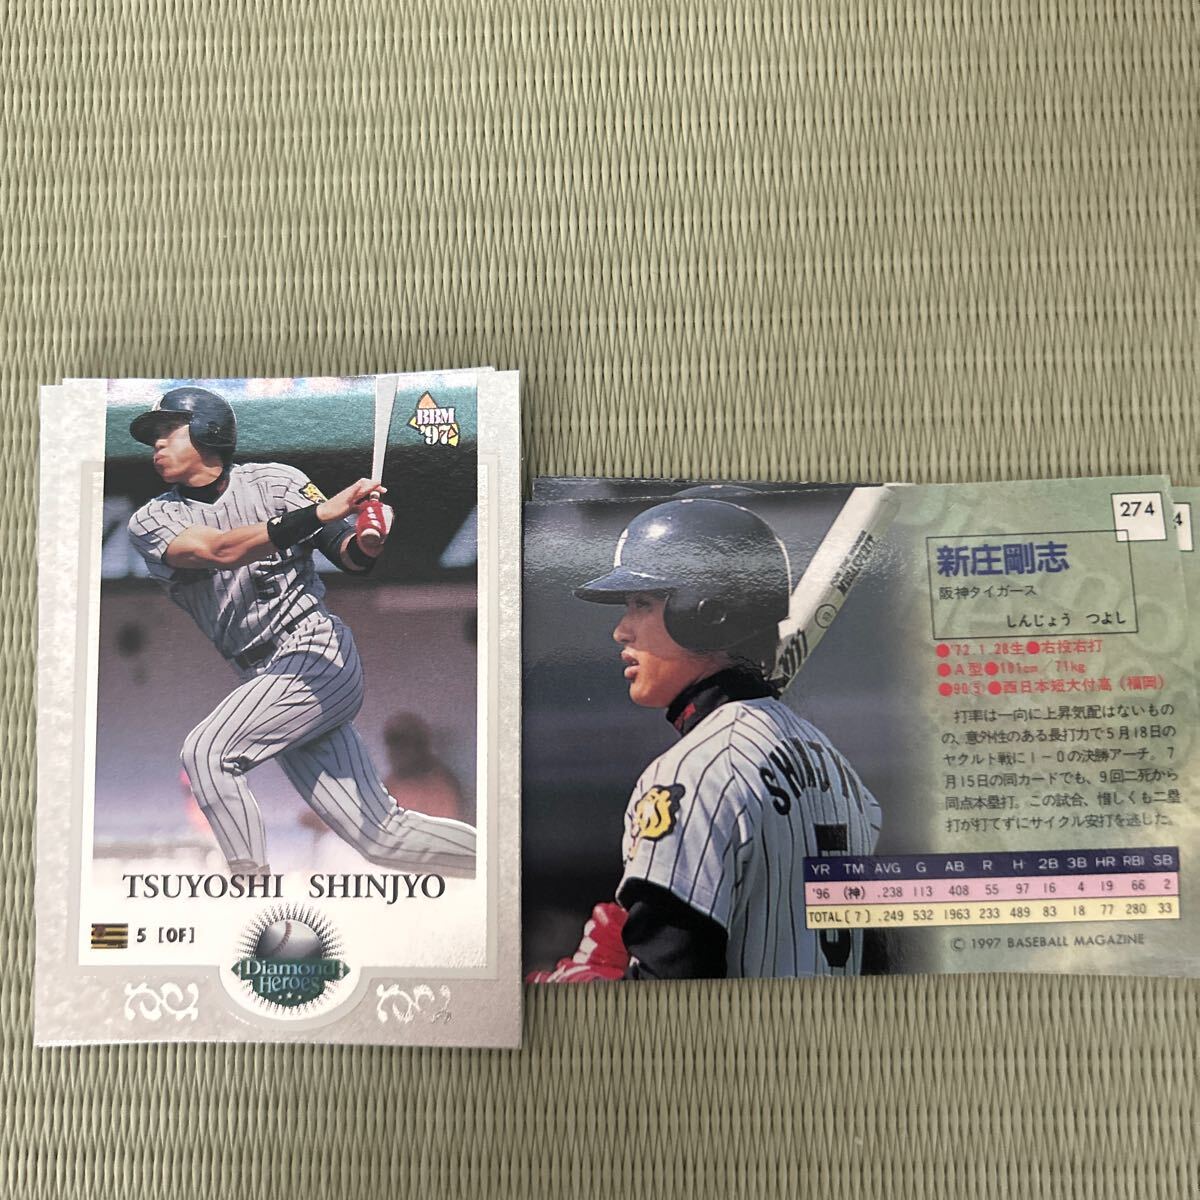 BBM
'97
TSUYOSHI SHINJYO
5 [OF]
Diamond
Heroes
274
4
新庄剛志
阪神タイガース
しんじょう つよし
●'72.1.28生●右投右打
●A型●181cm/71kg
●90⑤●西日本短大付高(福岡)
打率は一向に上昇気配はないもの
の、意外性のある長打力で5月18日の
ヤクルト戦に1-0の決勝アーチ。7
月15日の同カードでも、9回二死から
同点本塁打。この試合、惜しくも二塁
打が打てずにサイクル安打を逃した。
YR TM AVG G AB R H 2B 3B HR RBI SB
'96 (神) .238 113 408 55 97 16 4 19 66 2
TOTAL(7) .249 532 1963 233 489 83 18 77 280 33
© 1997 BASEBALL MAGAZINE
5